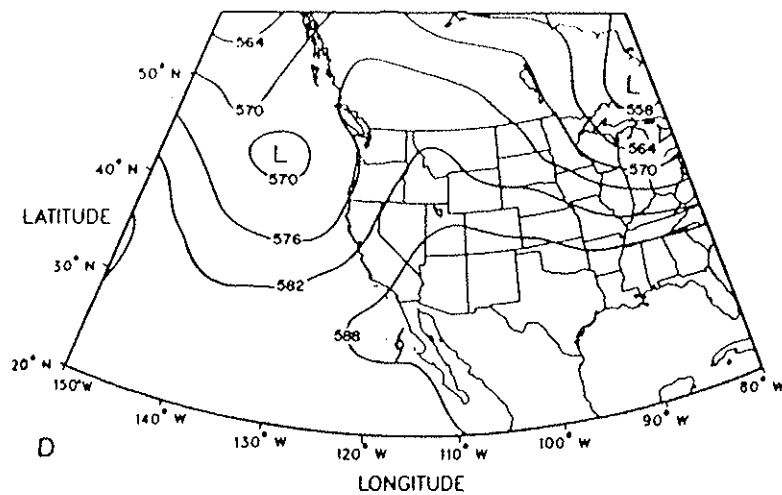 564
50° N
570
L
558
L
570
564
570
40° N
LATITUDE
576
30° N
582
588
20° N
150°W
140° W
130° W
120° W
110° W
100° W
90° W
80° W
D
LONGITUDE